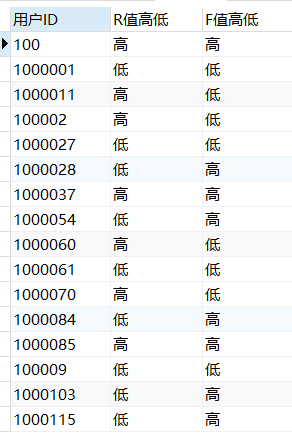 用户ID R值高低 F值高低
100 高 高
1000001 低 低
1000011 高 低
100002 高 高
1000027 低 低
1000028 低 高
1000037 高 高
1000054 低 高
1000060 高 低
1000061 低 低
1000070 高 低
1000084 低 高
1000085 高 高
100009 低 低
1000103 低 高
1000115 低 高